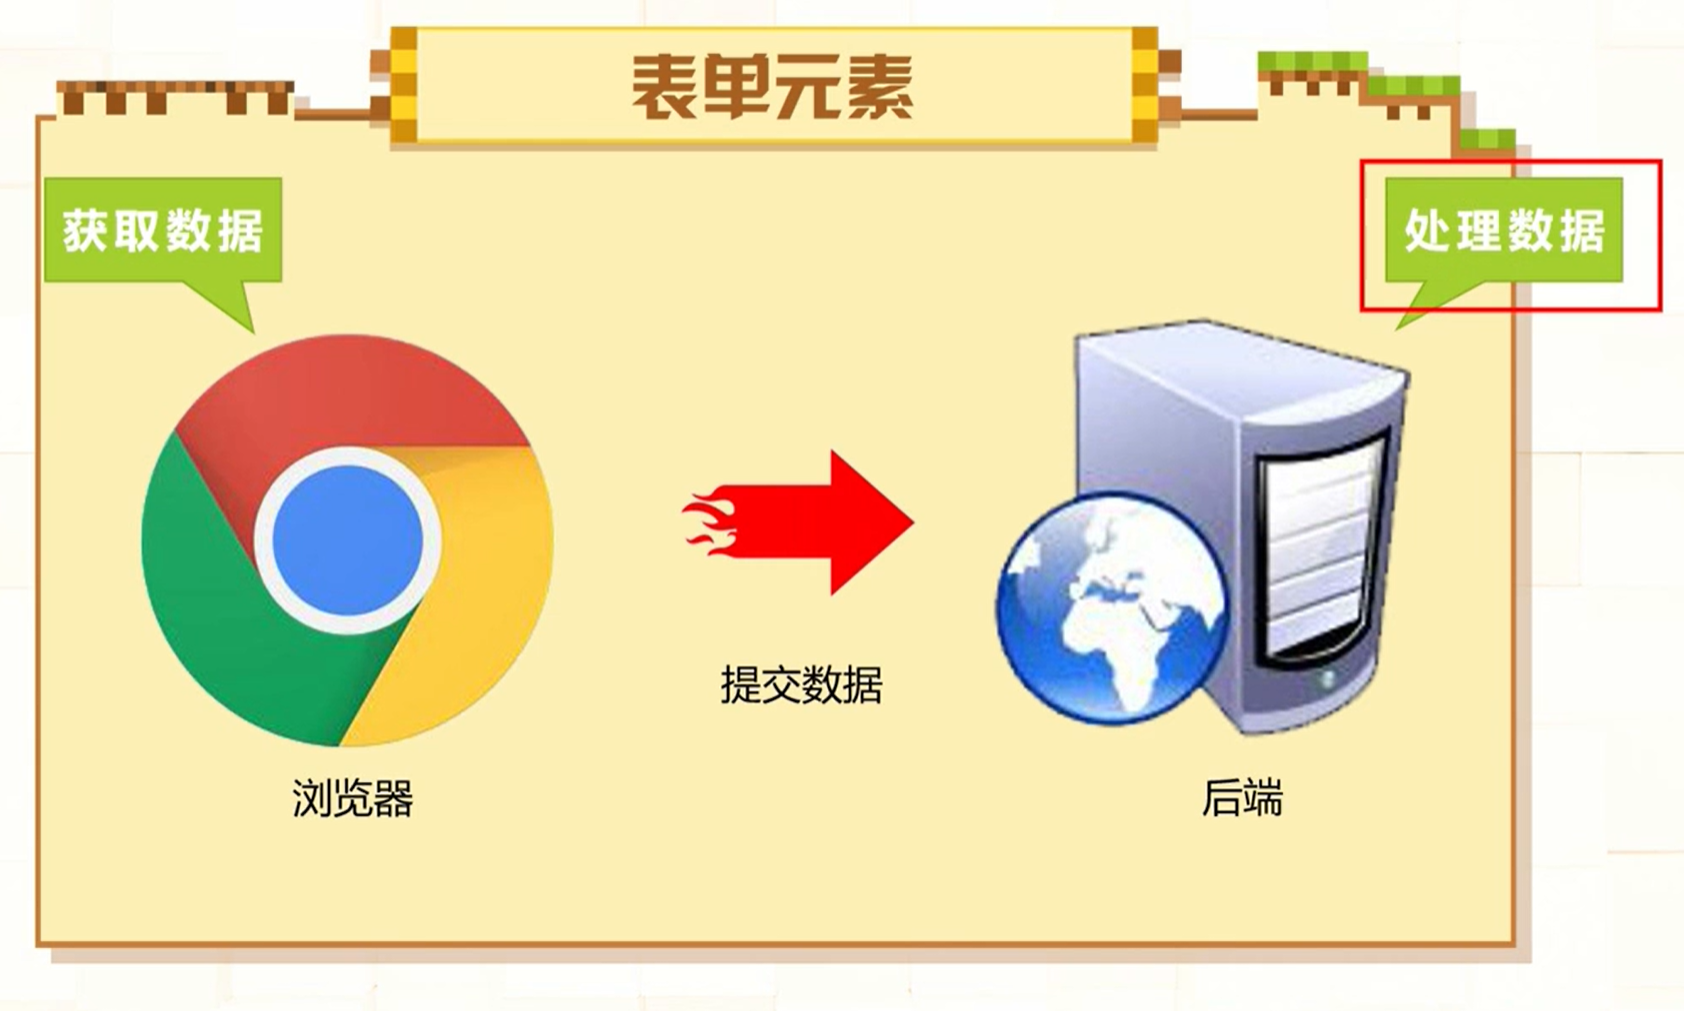 表单元素
获取数据
处理数据
提交数据
浏览器
后端